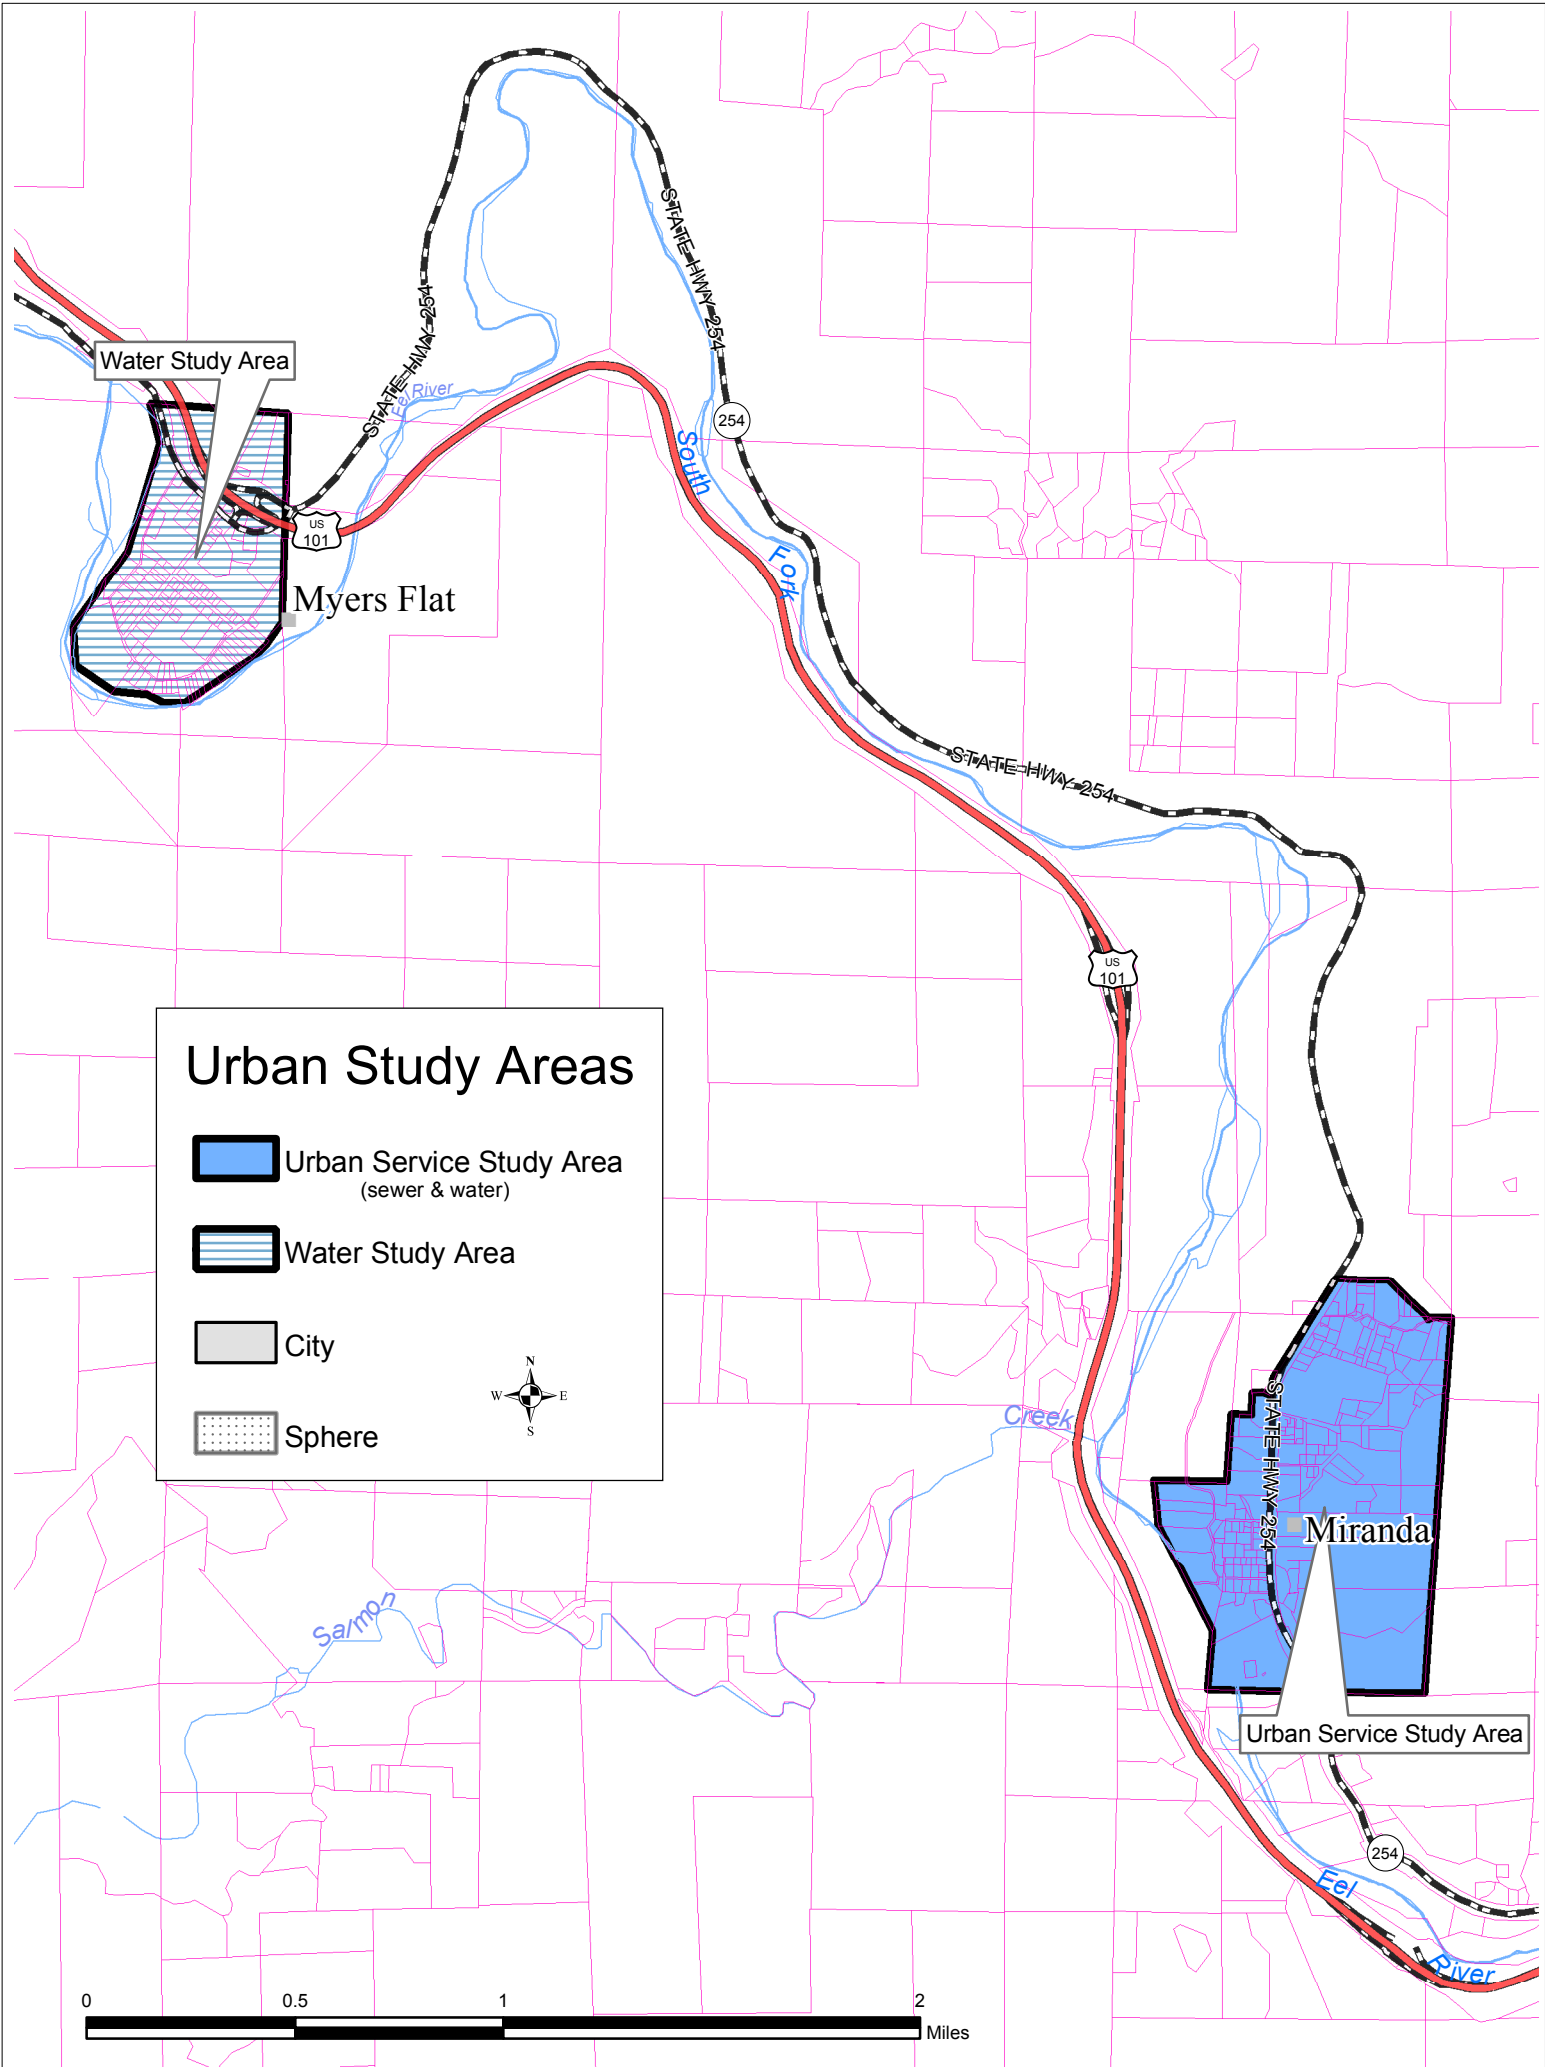 STATE HWY 254
STATE HWY 254
Water Study Area
Eel River
254
South
US
101
Fork
Myers Flat
STATE HWY 254
US
101
Urban Study Areas
Urban Service Study Area
(sewer & water)
Water Study Area
City
Sphere
N
W E
S
Creek
STATE HWY 254
Miranda
Salmon
Urban Service Study Area
254
Eel
River
0 0.5 1 2
Miles